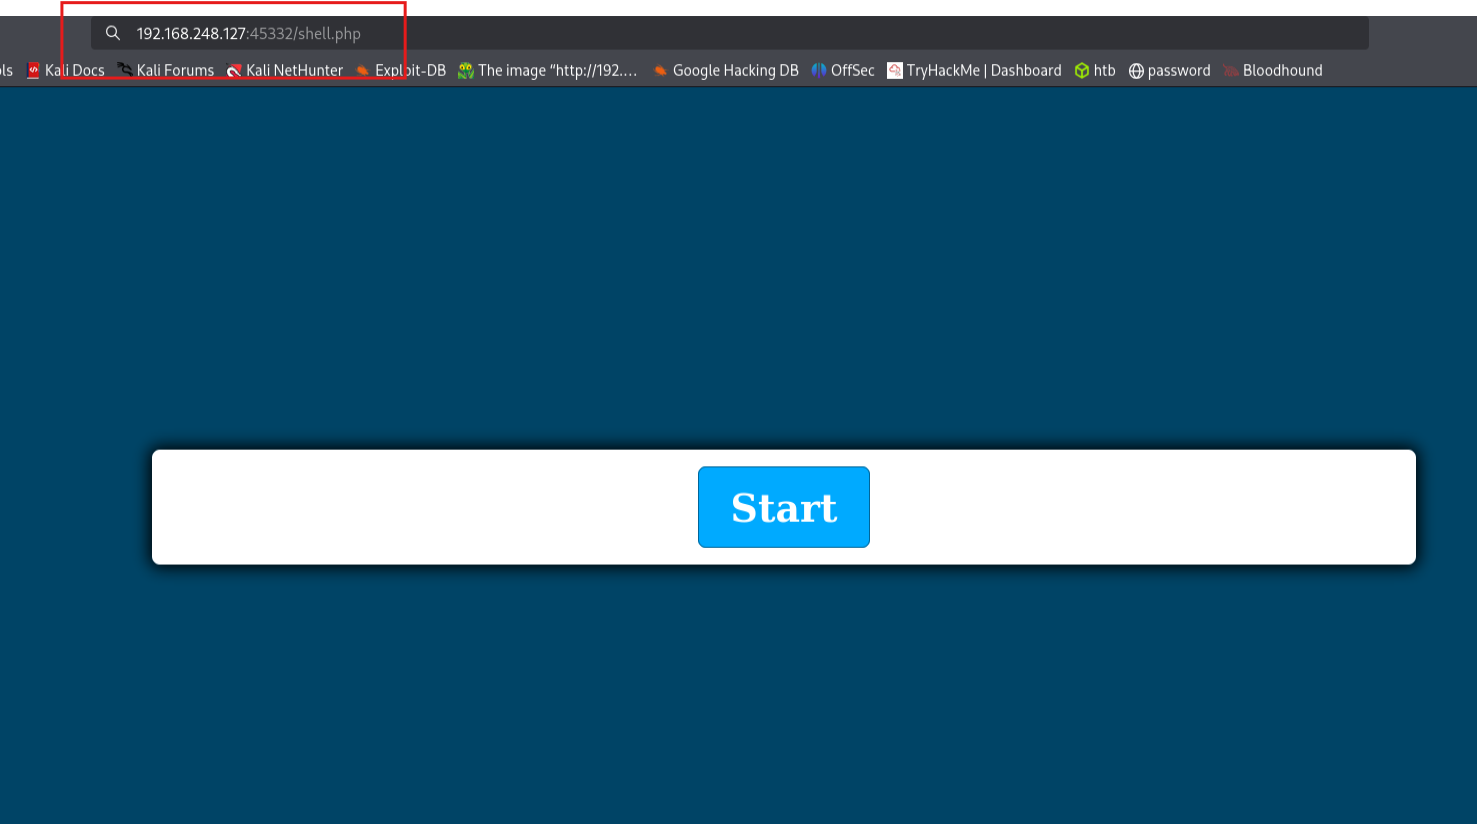 192.168.248.127:45332/shell.php
ls Kali Docs Kali Forums Kali NetHunter Exploit-DB The image “http://192.… Google Hacking DB OffSec TryHackMe | Dashboard htb password Bloodhound
Start